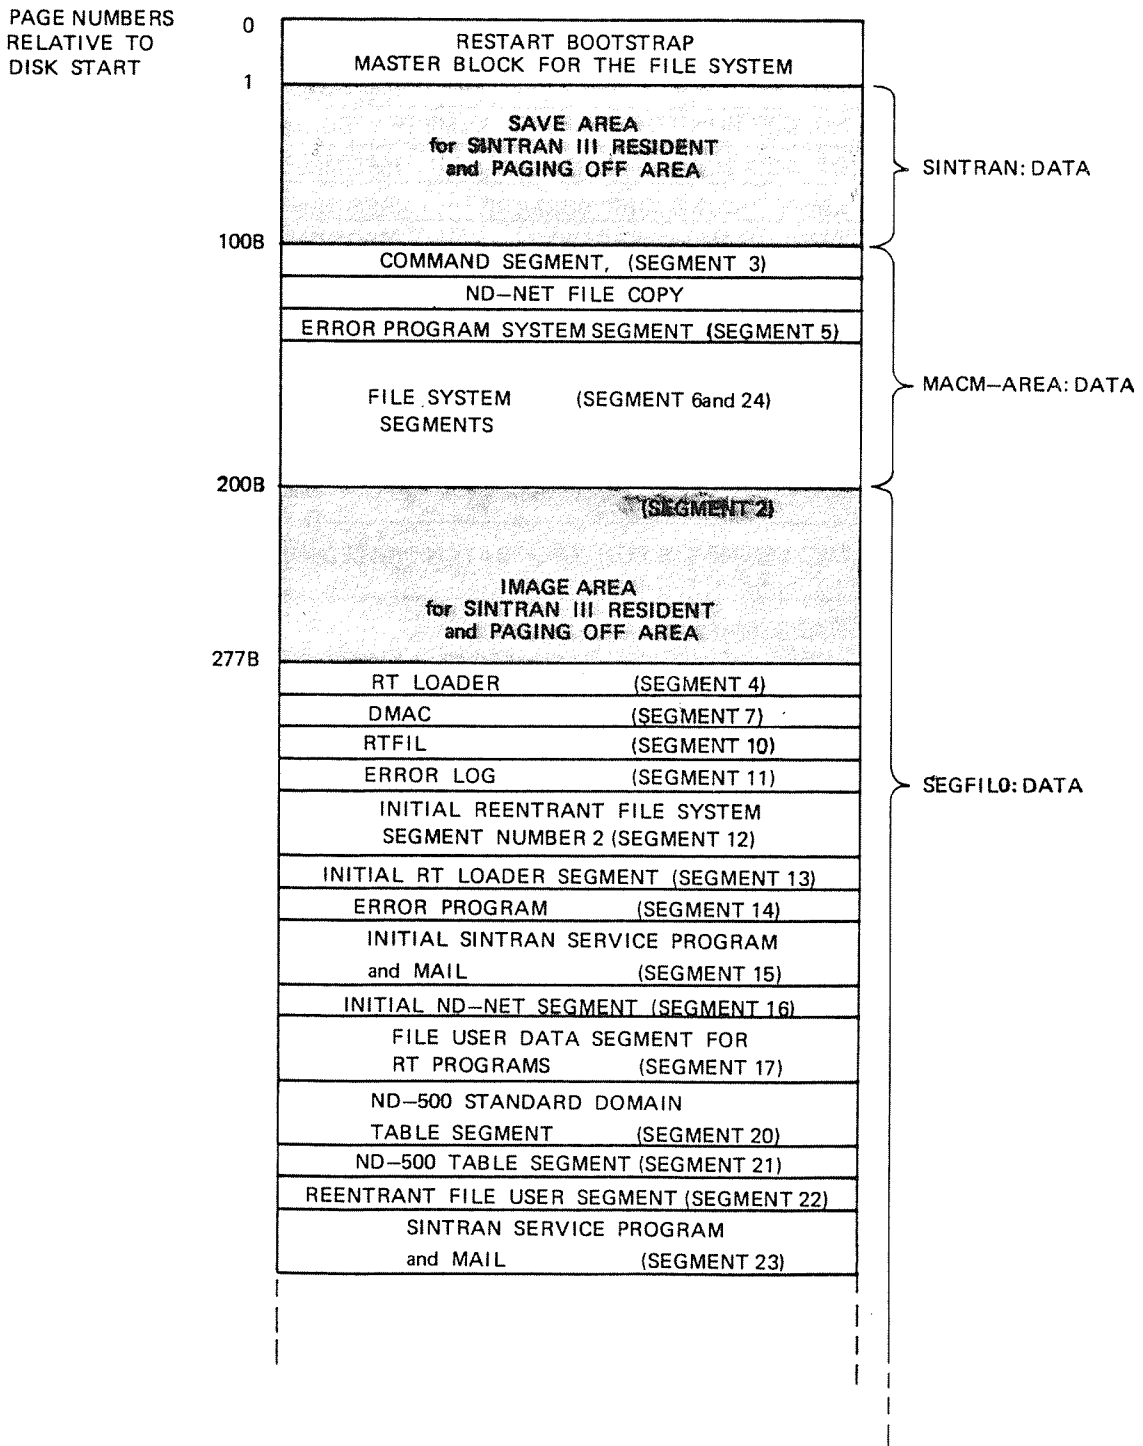 PAGE NUMBERS
RELATIVE TO
DISK START
0
RESTART BOOTSTRAP
MASTER BLOCK FOR THE FILE SYSTEM
1
SAVE AREA
for SINTRAN III RESIDENT
and PAGING OFF AREA
SINTRAN: DATA
100B
COMMAND SEGMENT, (SEGMENT 3)
ND–NET FILE COPY
ERROR PROGRAM SYSTEM SEGMENT (SEGMENT 5)
MACM–AREA: DATA
FILE SYSTEM (SEGMENT 6 and 24)
SEGMENTS
200B
(SEGMENT 2)
IMAGE AREA
for SINTRAN III RESIDENT
and PAGING OFF AREA
277B
RT LOADER (SEGMENT 4)
DMAC (SEGMENT 7)
RTFIL (SEGMENT 10)
ERROR LOG (SEGMENT 11)
SEGFIL0: DATA
INITIAL REENTRANT FILE SYSTEM
SEGMENT NUMBER 2 (SEGMENT 12)
INITIAL RT LOADER SEGMENT (SEGMENT 13)
ERROR PROGRAM (SEGMENT 14)
INITIAL SINTRAN SERVICE PROGRAM
and MAIL (SEGMENT 15)
INITIAL ND–NET SEGMENT (SEGMENT 16)
FILE USER DATA SEGMENT FOR
RT PROGRAMS (SEGMENT 17)
ND–500 STANDARD DOMAIN
TABLE SEGMENT (SEGMENT 20)
ND–500 TABLE SEGMENT (SEGMENT 21)
REENTRANT FILE USER SEGMENT (SEGMENT 22)
SINTRAN SERVICE PROGRAM
and MAIL (SEGMENT 23)